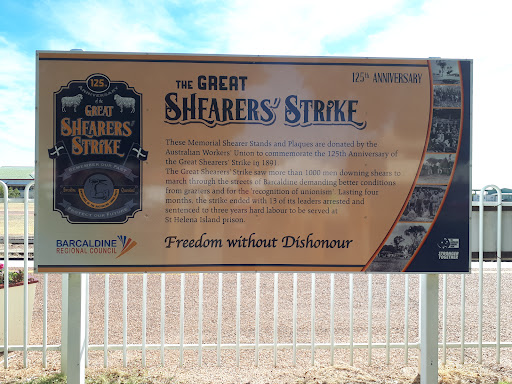 125
ANNIVERSARY
of the
GREAT
SHEARERS'
STRIKE
BARCALDINE
REGIONAL COUNCIL
THE GREAT
SHEARERS' STRIKE
125th ANNIVERSARY
These Memorial Shearer Stands and Plaques are donated by the
Australian Workers' Union to commemorate the 125th Anniversary of
the Great Shearers' Strike in 1891.
The Great Shearers' Strike saw more than 1000 men downing shears to
march through the streets of Barcaldine demanding better conditions
from graziers and for the recognition of unionism. Lasting four
months, the strike ended with 13 of its leaders arrested and
sentenced to three years hard labour to be served at
St Helena Island prison.
Freedom without Dishonour
STRONGER
TOGETHER